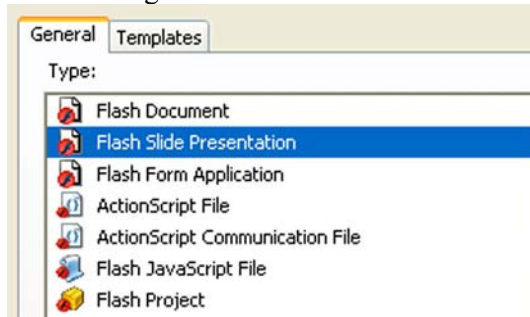 General Templates
Type:
Flash Document
Flash Slide Presentation
Flash Form Application
ActionScript File
ActionScript Communication File
Flash JavaScript File
Flash Project